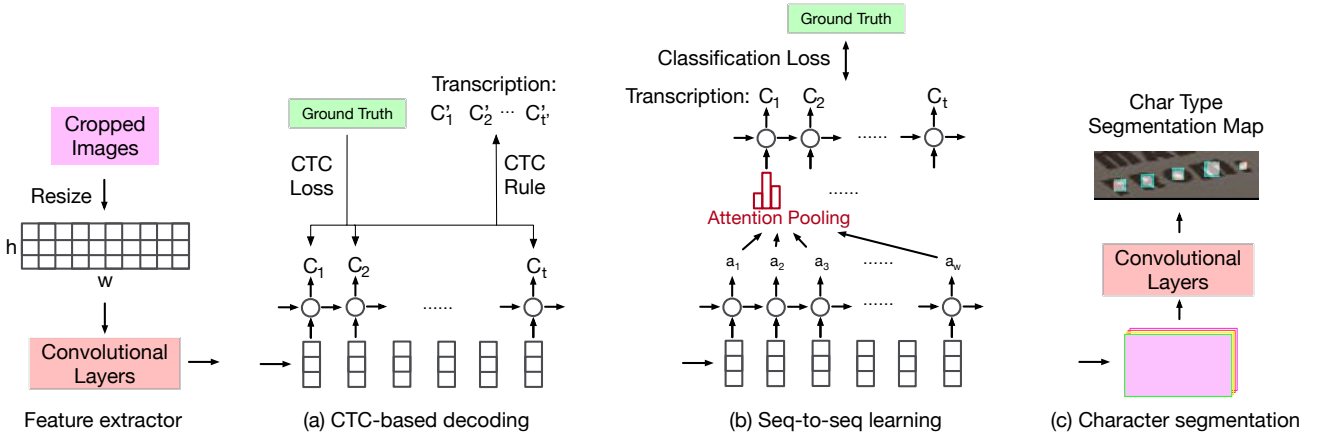 Cropped
Images
Resize
h
w
Convolutional
Layers
Feature extractor
Ground Truth
Transcription:
C'1 C'2 ... C't'
CTC
Loss
CTC
Rule
C1 C2 Ct
......
(a) CTC-based decoding
Ground Truth
Classification Loss
Transcription: C1 C2 Ct
......
......
Attention Pooling
a1 a2 a3 ...... aw
......
(b) Seq-to-seq learning
Char Type
Segmentation Map
Convolutional
Layers
(c) Character segmentation